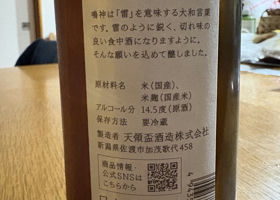 鳴神は「雷」を意味する大和言葉
です。雷のように鋭く、切れ味の
良い食中酒になりますように。
そんな願いを込めて醸しました。
原材料名 米(国産)、
米麹(国産米)
アルコール分 14.5度(原酒)
保存方法 要冷蔵
製造者 天領盃酒造株式会社
新潟県佐渡市加茂歌代458
商品情報・
公式SNSは
こちらから